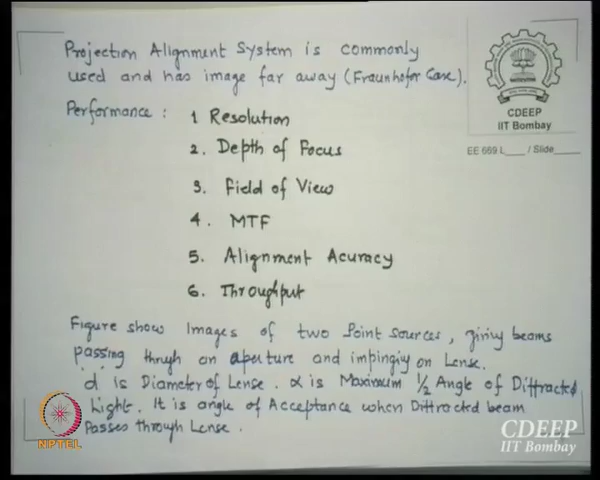 Projection Alignment System is commonly
used and has image far away (Fraunhofer Case).
Performance : 1 Resolution
2. Depth of Focus
3. Field of View
4. MTF
5. Alignment Acuracy
6. Throughput
Figure show Images of two point sources, giving beams
passing through an aperture and impinging on Lense.
d is Diameter of Lense. α is Maximum 1/2 Angle of Diffracted
Light. It is angle of Acceptance when Diffracted beam
Passes through Lense.
CDEEP
IIT Bombay
EE 669 L____ / Slide____
NPTEL
CDEEP
IIT Bombay